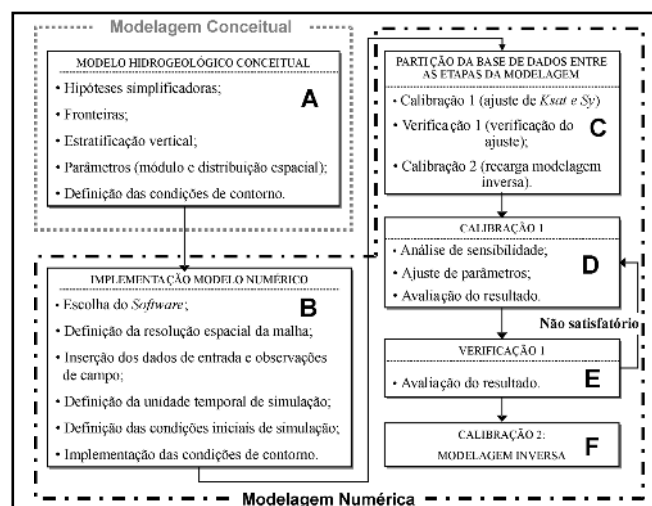 Modelagem Conceitual
MODELO HIDROGEOLÓGICO CONCEITUAL
A
• Hipóteses simplificadoras;
• Fronteiras;
• Estratificação vertical;
• Parâmetros (módulo e distribuição espacial);
• Definição das condições de contorno.
IMPLEMENTAÇÃO MODELO NUMÉRICO
B
• Escolha do Software;
• Definição da resolução espacial da malha;
• Inserção dos dados de entrada e observações
de campo;
• Definição da unidade temporal de simulação;
• Definição das condições iniciais de simulação;
• Implementação das condições de contorno.
PARTIÇÃO DA BASE DE DADOS ENTRE
AS ETAPAS DA MODELAGEM
C
• Calibração 1 (ajuste de Ksat e Sy)
• Verificação 1 (verificação do
ajuste);
• Calibração 2 (recarga modelagem
inversa).
CALIBRAÇÃO 1
D
• Análise de sensibilidade;
• Ajuste de parâmetros;
• Avaliação do resultado.
Não satisfatório
VERIFICAÇÃO 1
E
• Avaliação do resultado.
CALIBRAÇÃO 2:
MODELAGEM INVERSA
F
Modelagem Numérica